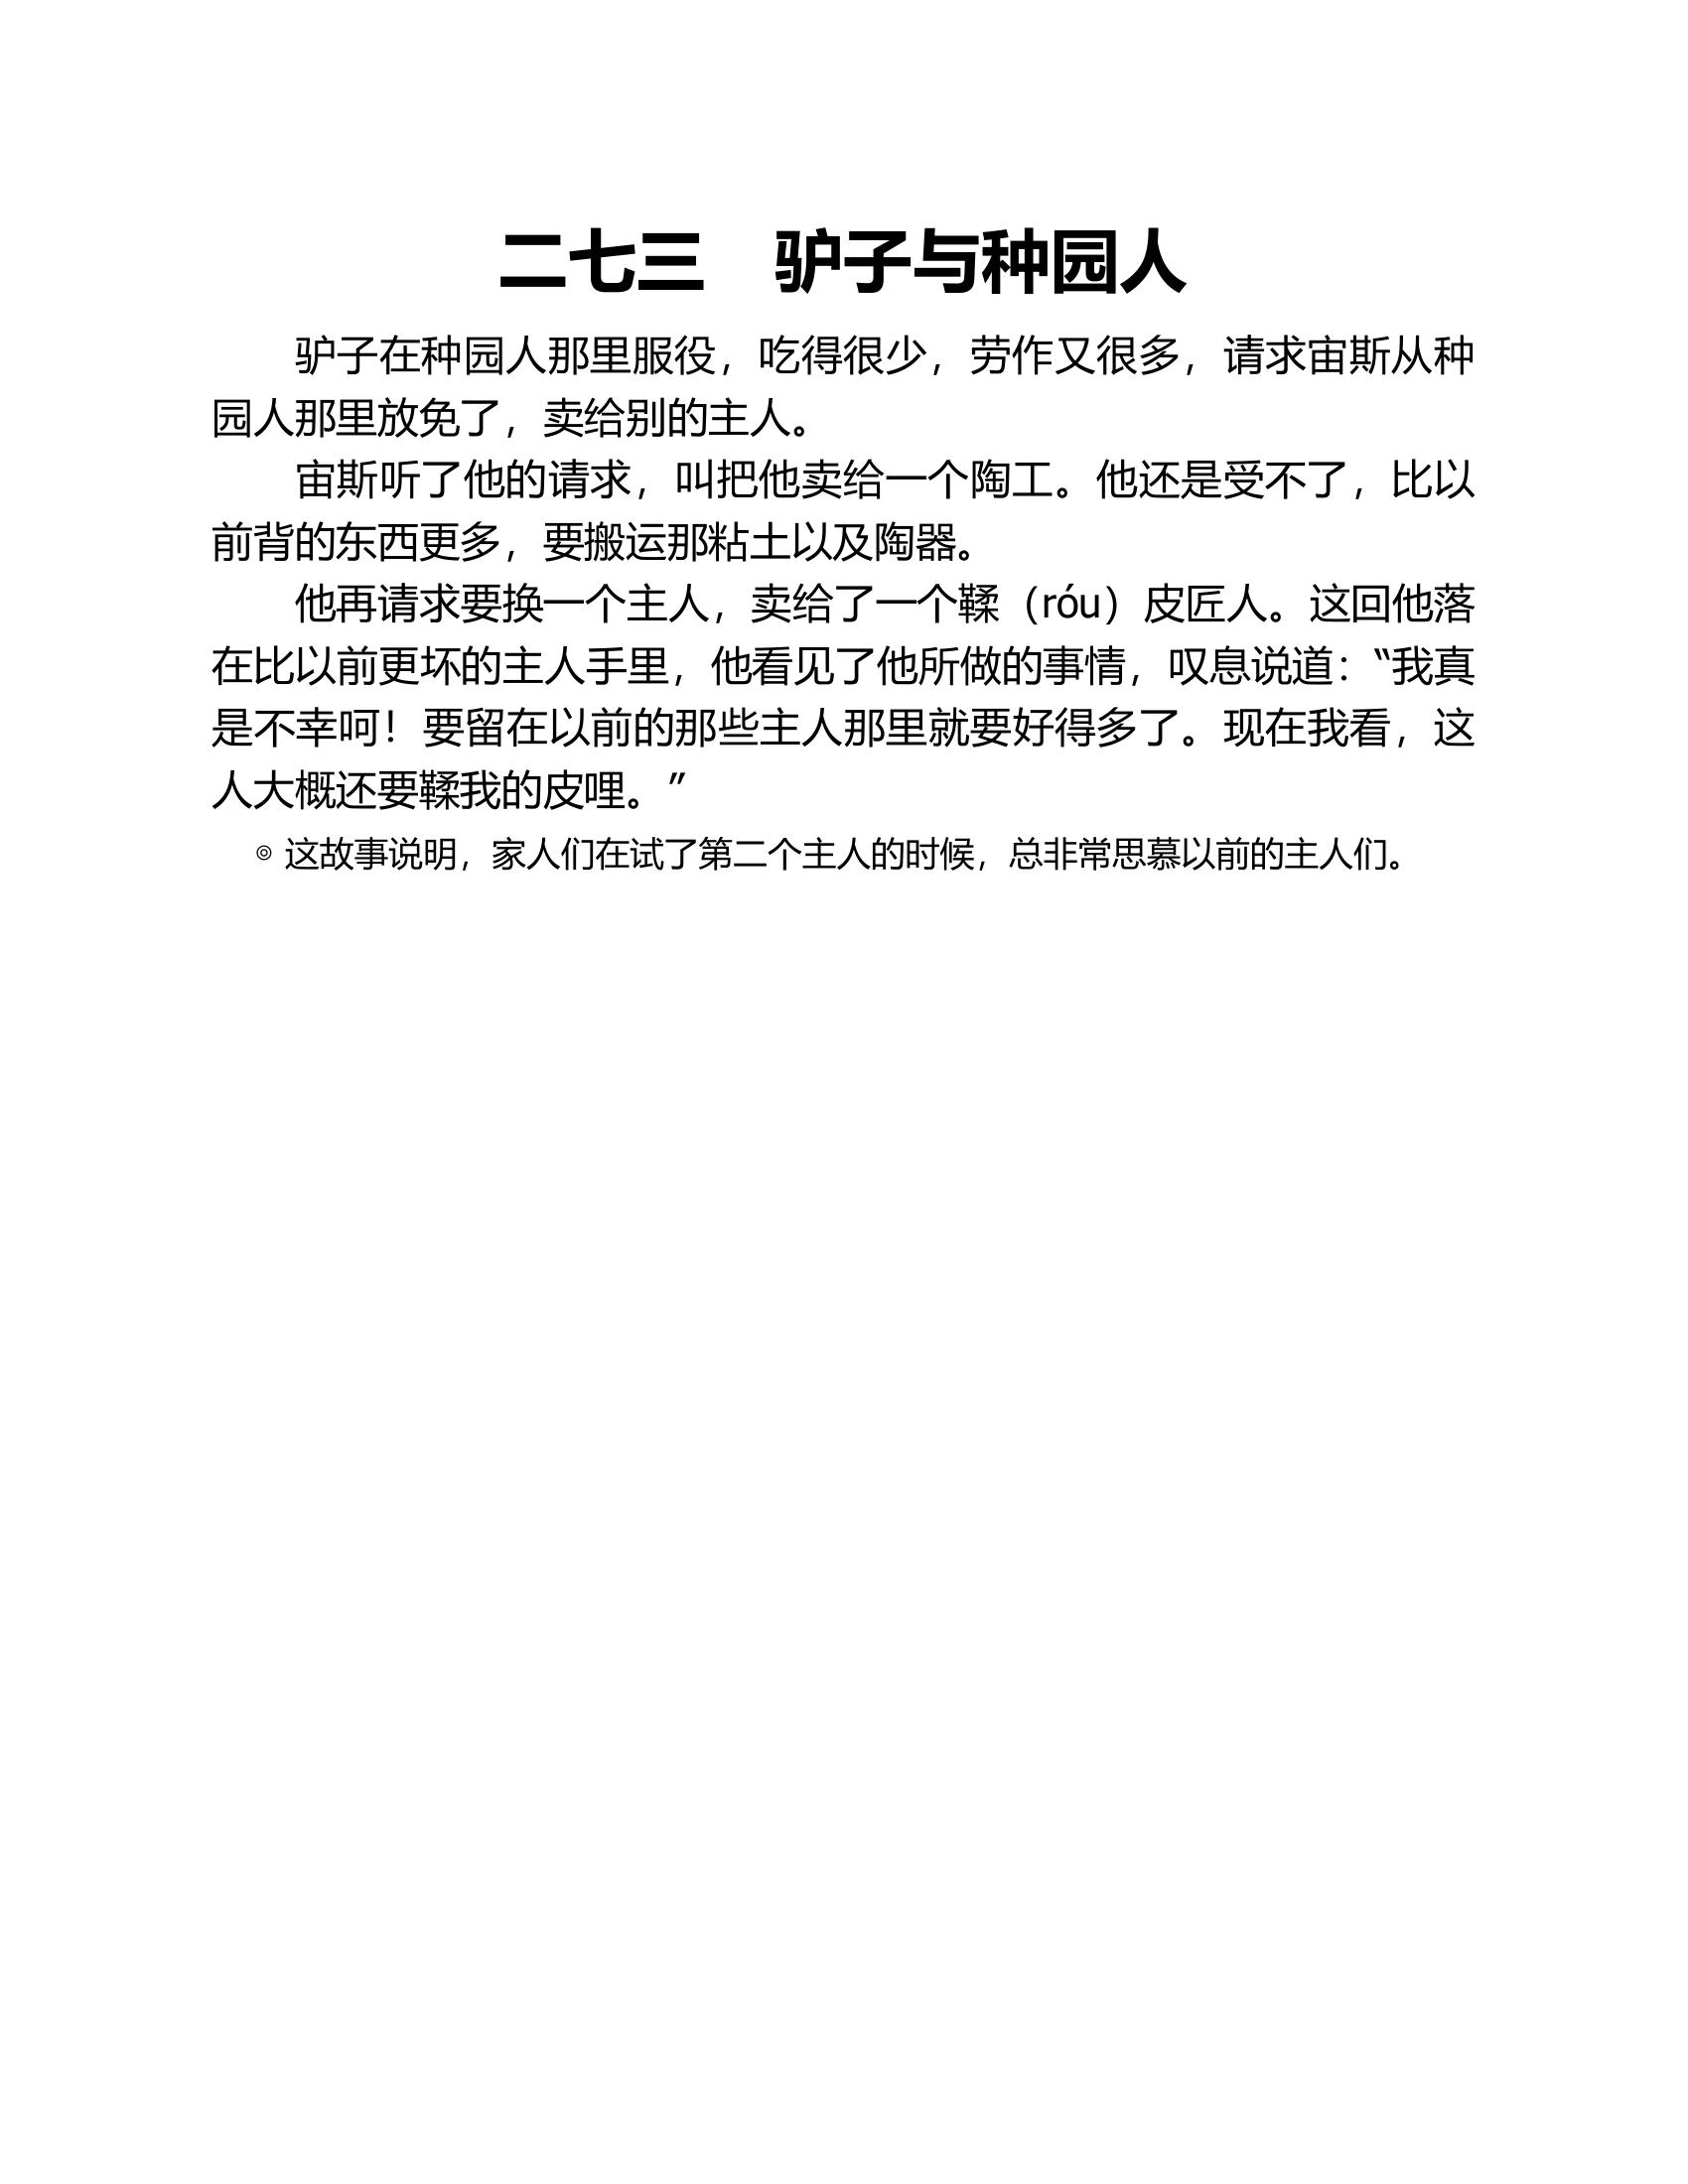 二七三　驴子与种园人
驴子在种园人那里服役，吃得很少，劳作又很多，请求宙斯从种
园人那里放免了，卖给别的主人。
宙斯听了他的请求，叫把他卖给一个陶工。他还是受不了，比以
前背的东西更多，要搬运那粘土以及陶器。
他再请求要换一个主人，卖给了一个鞣（róu）皮匠人。这回他落
在比以前更坏的主人手里，他看见了他所做的事情，叹息说道：“我真
是不幸呵！要留在以前的那些主人那里就要好得多了。现在我看，这
人大概还要鞣我的皮哩。”
◎ 这故事说明，家人们在试了第二个主人的时候，总非常思慕以前的主人们。